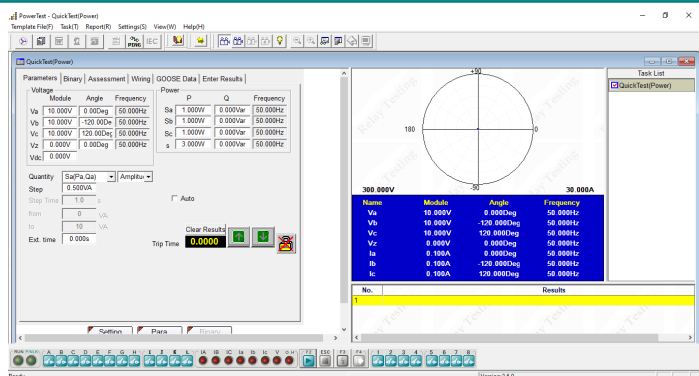 PowerTest - QuickTest(Power)
Template File(F) Task(T) Report(R) Settings(S) View(W) Help(H)
PING IEC
QuickTest(Power)
Parameters Binary Assessment Wiring GOOSE Data Enter Results
Voltage
Module Angle Frequency
Va 10.000V 0.00Deg 50.000Hz
Vb 10.000V -120.00De 50.000Hz
Vc 10.000V 120.00Deg 50.000Hz
Vz 0.000V 0.00Deg 50.000Hz
Vdc 0.000V
Power
P Q Frequency
Sa 1.000W 0.000Var 50.000Hz
Sb 1.000W 0.000Var 50.000Hz
Sc 1.000W 0.000Var 50.000Hz
s 3.000W 0.000Var 50.000Hz
Quantity Sa(Pa,Qa) Amplitu
Step 0.500VA
Step Time 1.0 s
from 0 VA
to 10 VA
Ext. time 0.000s
Auto
Clear Results
Trip Time 0.0000
Setting Para Binary
+90
180 0
-90
300.000V 30.000A
Relay Testing
Name Module Angle Frequency
Va 10.000V 0.000Deg 50.000Hz
Vb 10.000V -120.000Deg 50.000Hz
Vc 10.000V 120.000Deg 50.000Hz
Vz 0.000V 0.000Deg 50.000Hz
Ia 0.100A 0.000Deg 50.000Hz
Ib 0.100A -120.000Deg 50.000Hz
Ic 0.100A 120.000Deg 50.000Hz
No. Results
1
Task List
QuickTest(Power)
RUN A B C D E F G H I J K L IA IB IC Ia Ib Ic V O.H F2 ESC F3 F4 1 2 3 4 5 6 7 8
Ready